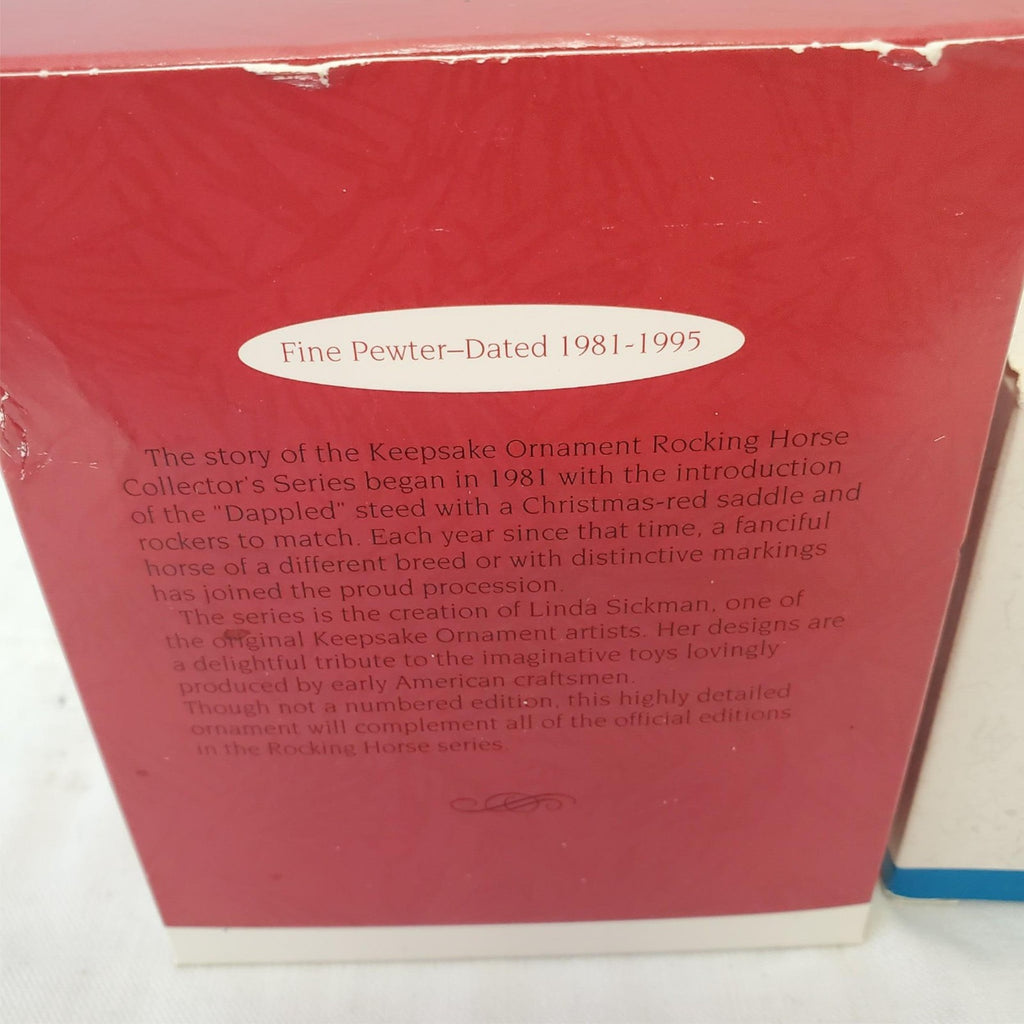 Fine Pewter–Dated 1981-1995
The story of the Keepsake Ornament Rocking Horse
Collector's Series began in 1981 with the introduction
of the "Dappled" steed with a Christmas-red saddle and
rockers to match. Each year since that time, a fanciful
horse of a different breed or with distinctive markings
has joined the proud procession.
The series is the creation of Linda Sickman, one of
the original Keepsake Ornament artists. Her designs are
a delightful tribute to the imaginative toys lovingly
produced by early American craftsmen.
Though not a numbered edition, this highly detailed
ornament will complement all of the official editions
in the Rocking Horse series.